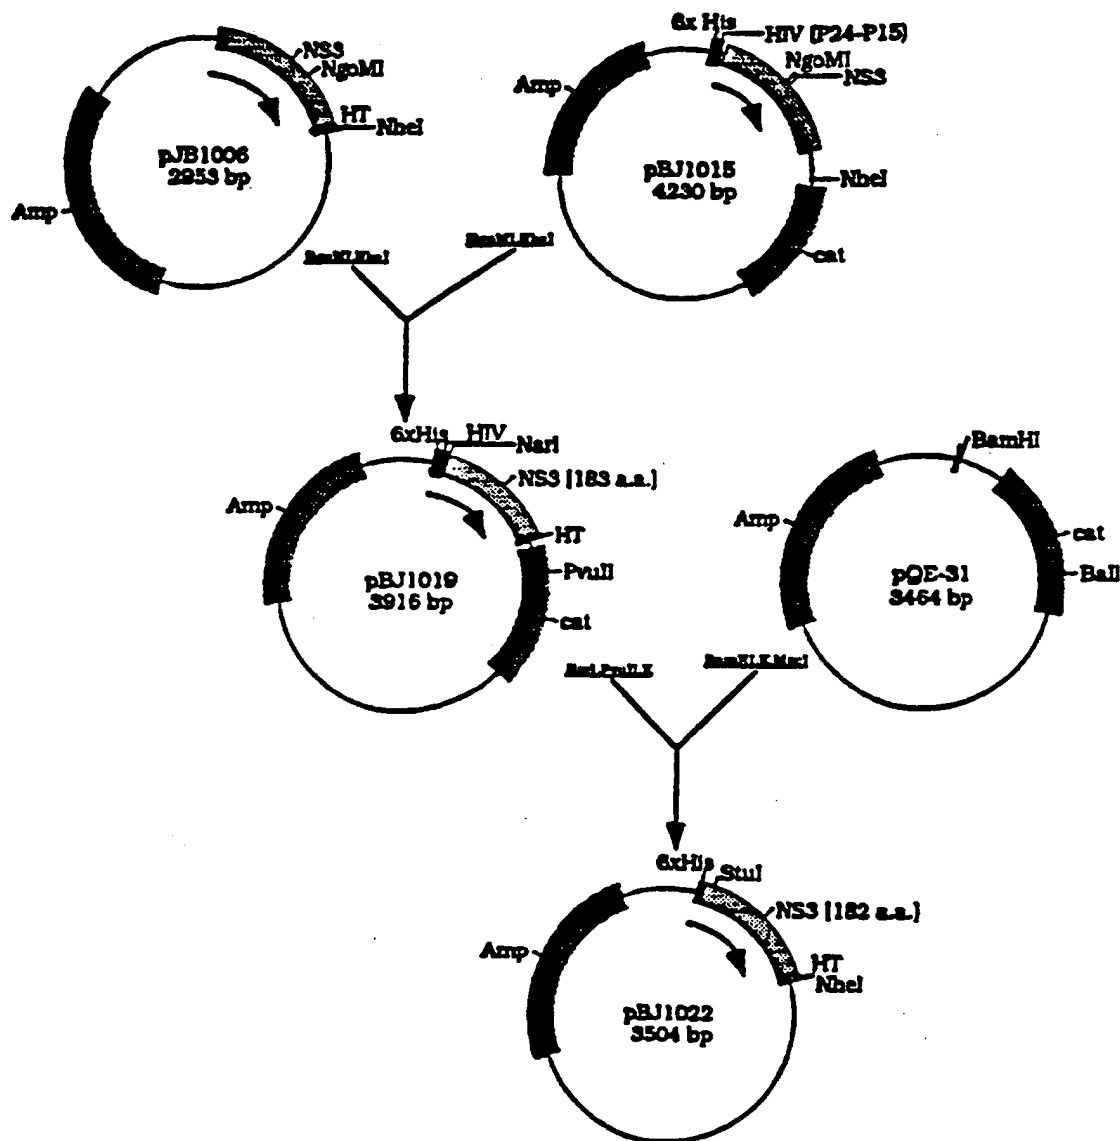 NS3
NgoMI
HT
NheI
Amp
pJB1006
2953 bp
6x His
HIV (P24-P15)
NgoMI
NS3
Amp
pBJ1015
4230 bp
NheI
cat
6xHis
HIV
NarI
NS3 [183 a.a.]
HT
Amp
PvuII
pBJ1019
3916 bp
cat
BamHI
Amp
cat
BalI
pQE-31
3464 bp
6xHis
StuI
NS3 [182 a.a.]
HT
NheI
Amp
pBJ1022
3504 bp